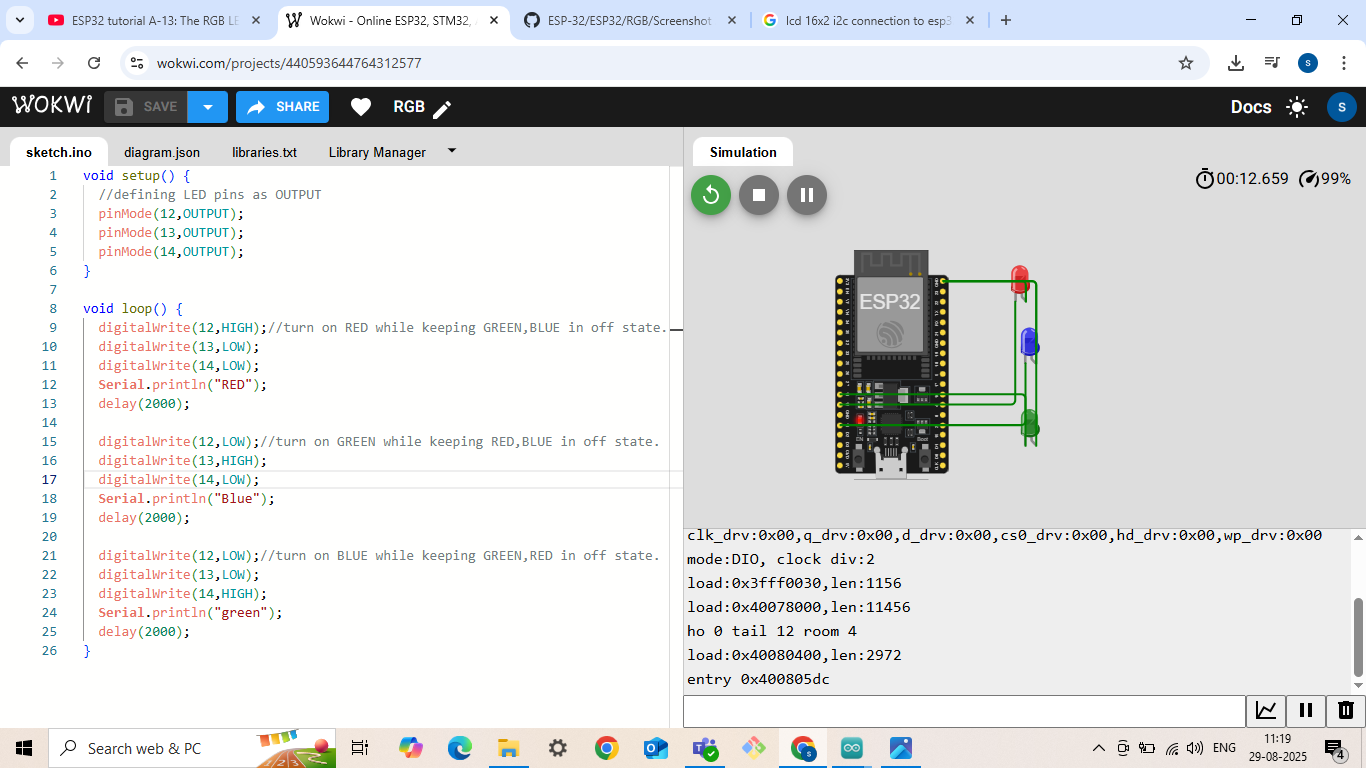 ESP32 tutorial A-13: The RGB LE
Wokwi - Online ESP32, STM32,
ESP-32/ESP32/RGB/Screenshot
lcd 16x2 i2c connection to esp3
wokwi.com/projects/440593644764312577
S
WOKWi
SAVE
SHARE
RGB
Docs
S
sketch.ino
diagram.json
libraries.txt
Library Manager
Simulation
00:12.659
99%
1 void setup() {
2 //defining LED pins as OUTPUT
3 pinMode(12,OUTPUT);
4 pinMode(13,OUTPUT);
5 pinMode(14,OUTPUT);
6 }
7
8 void loop() {
9 digitalWrite(12,HIGH);//turn on RED while keeping GREEN,BLUE in off state.
10 digitalWrite(13,LOW);
11 digitalWrite(14,LOW);
12 Serial.println("RED");
13 delay(2000);
14
15 digitalWrite(12,LOW);//turn on GREEN while keeping RED,BLUE in off state.
16 digitalWrite(13,HIGH);
17 digitalWrite(14,LOW);
18 Serial.println("Blue");
19 delay(2000);
20
21 digitalWrite(12,LOW);//turn on BLUE while keeping GREEN,RED in off state.
22 digitalWrite(13,LOW);
23 digitalWrite(14,HIGH);
24 Serial.println("green");
25 delay(2000);
26 }
ESP32
EN
Boot
clk_drv:0x00,q_drv:0x00,d_drv:0x00,cs0_drv:0x00,hd_drv:0x00,wp_drv:0x00
mode:DIO, clock div:2
load:0x3fff0030,len:1156
load:0x40078000,len:11456
ho 0 tail 12 room 4
load:0x40080400,len:2972
entry 0x400805dc
Search web & PC
ENG
11:19
29-08-2025
4